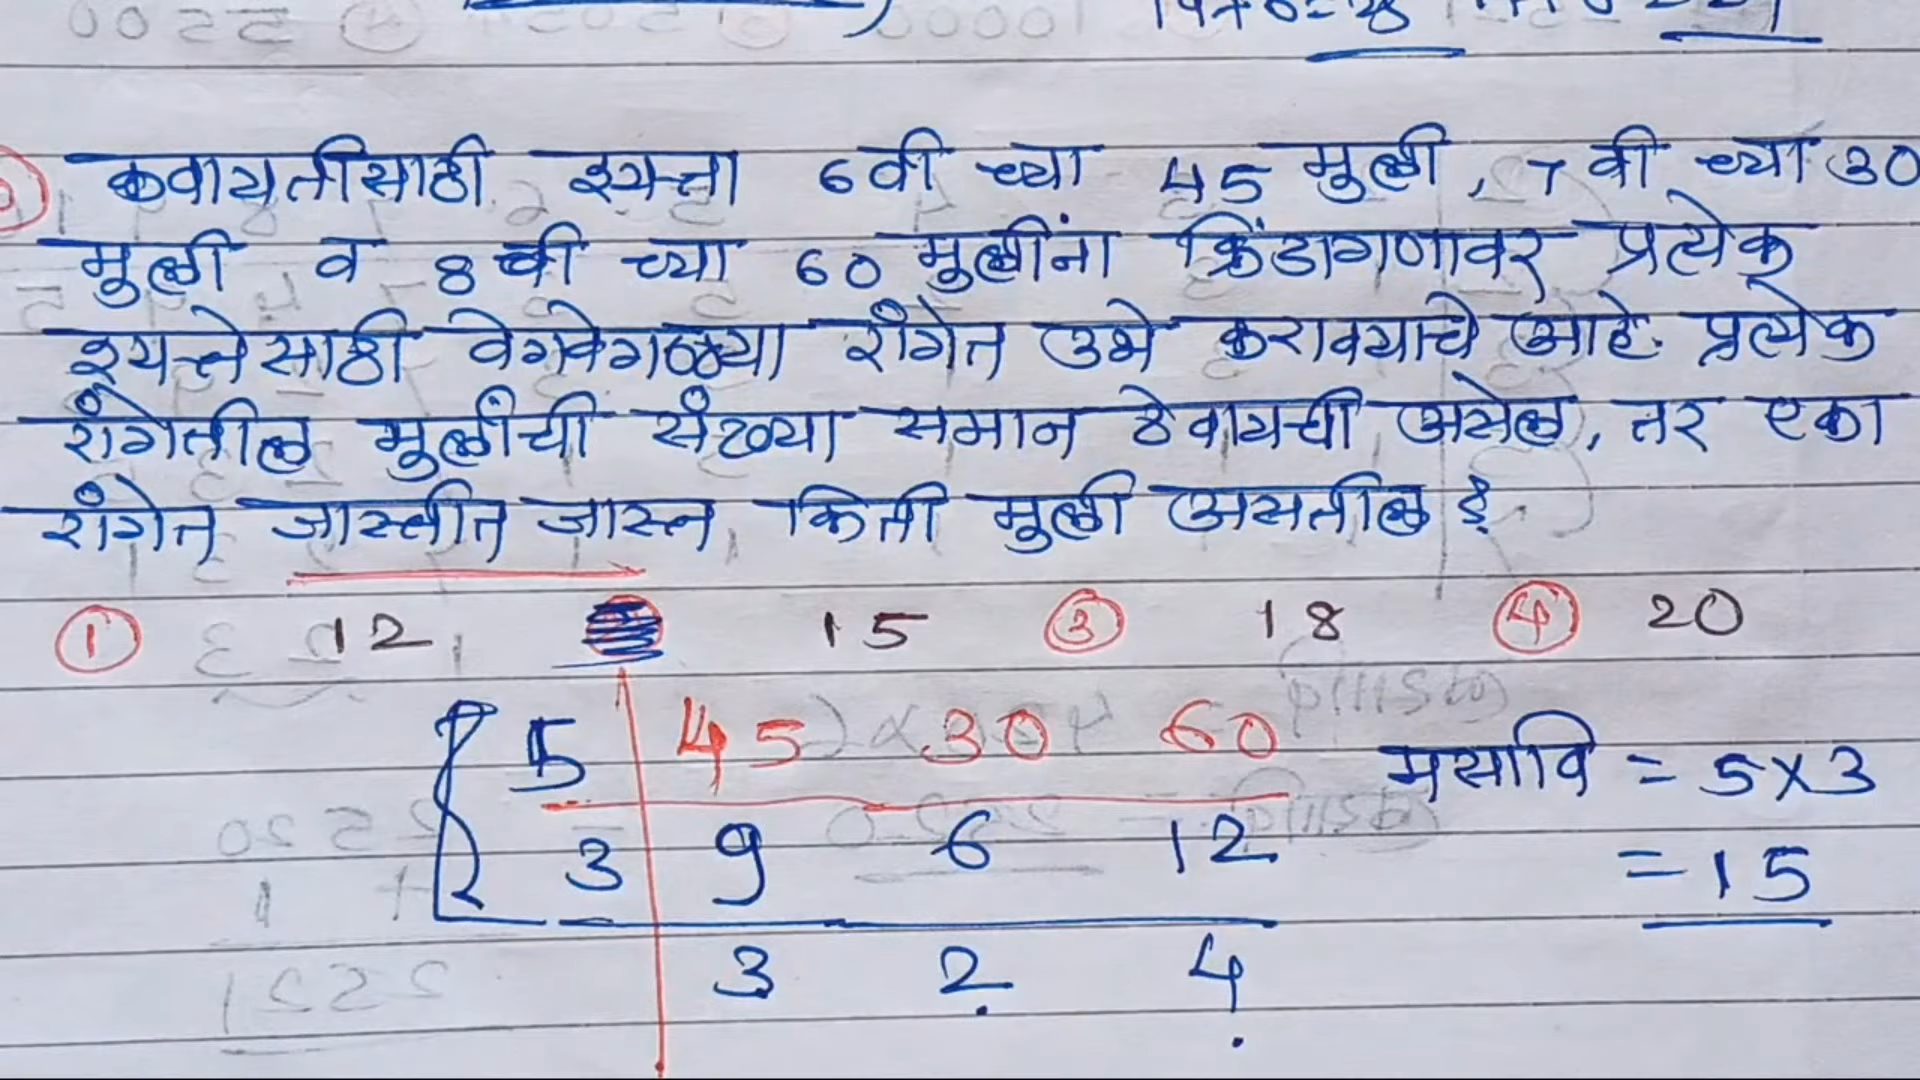 कवायतीसाठी इयत्ता 6वी च्या 45 मुली, 7वी च्या 30
मुली व 8वी च्या 60 मुलींना क्रिडागणावर प्रत्येक
इयत्तेसाठी वेगवेगळ्या रांगेत उभे करावयाचे आहे. प्रत्येक
रांगेतील मुलींची संख्या समान ठेवायची असेल, तर एका
रांगेत जास्तीत जास्त किती मुली असतील ?
① 12 15 ③ 18 ④ 20
5 45 30 60 मसावि = 5×3
3 9 6 12 = 15
3 2 4